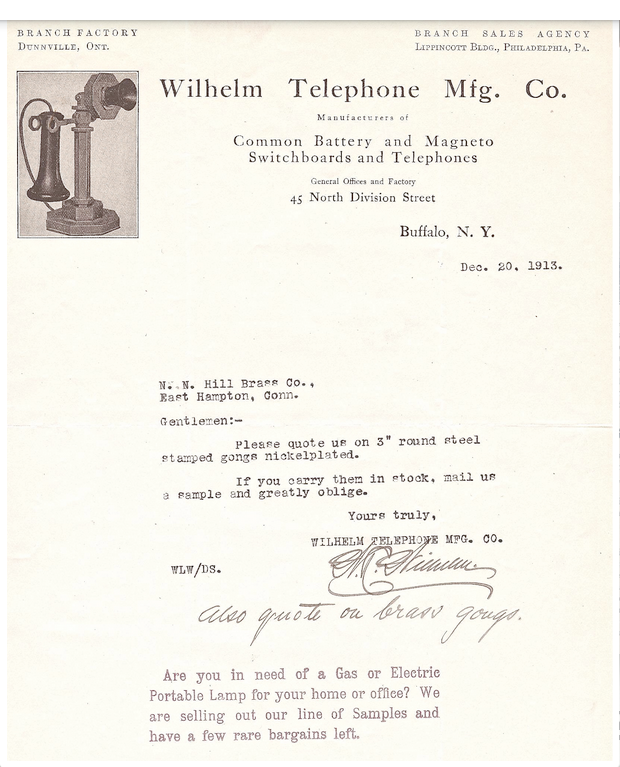 BRANCH FACTORY
DUNNVILLE, ONT.
BRANCH SALES AGENCY
LIPPINCOTT BLDG., PHILADELPHIA, PA.
Wilhelm Telephone Mfg. Co.
Manufacturers of
Common Battery and Magneto
Switchboards and Telephones
General Offices and Factory
45 North Division Street
Buffalo, N. Y.
Dec. 20, 1913.
N. N. Hill Brass Co.,
East Hampton, Conn.
Gentlemen:-
Please quote us on 3" round steel
stamped gongs nickelplated.
If you carry them in stock, mail us
a sample and greatly oblige.
Yours truly,
WILHELM TELEPHONE MFG. CO.
WLW/DS.
Also quote on brass gongs.
Are you in need of a Gas or Electric
Portable Lamp for your home or office? We
are selling out our line of Samples and
have a few rare bargains left.